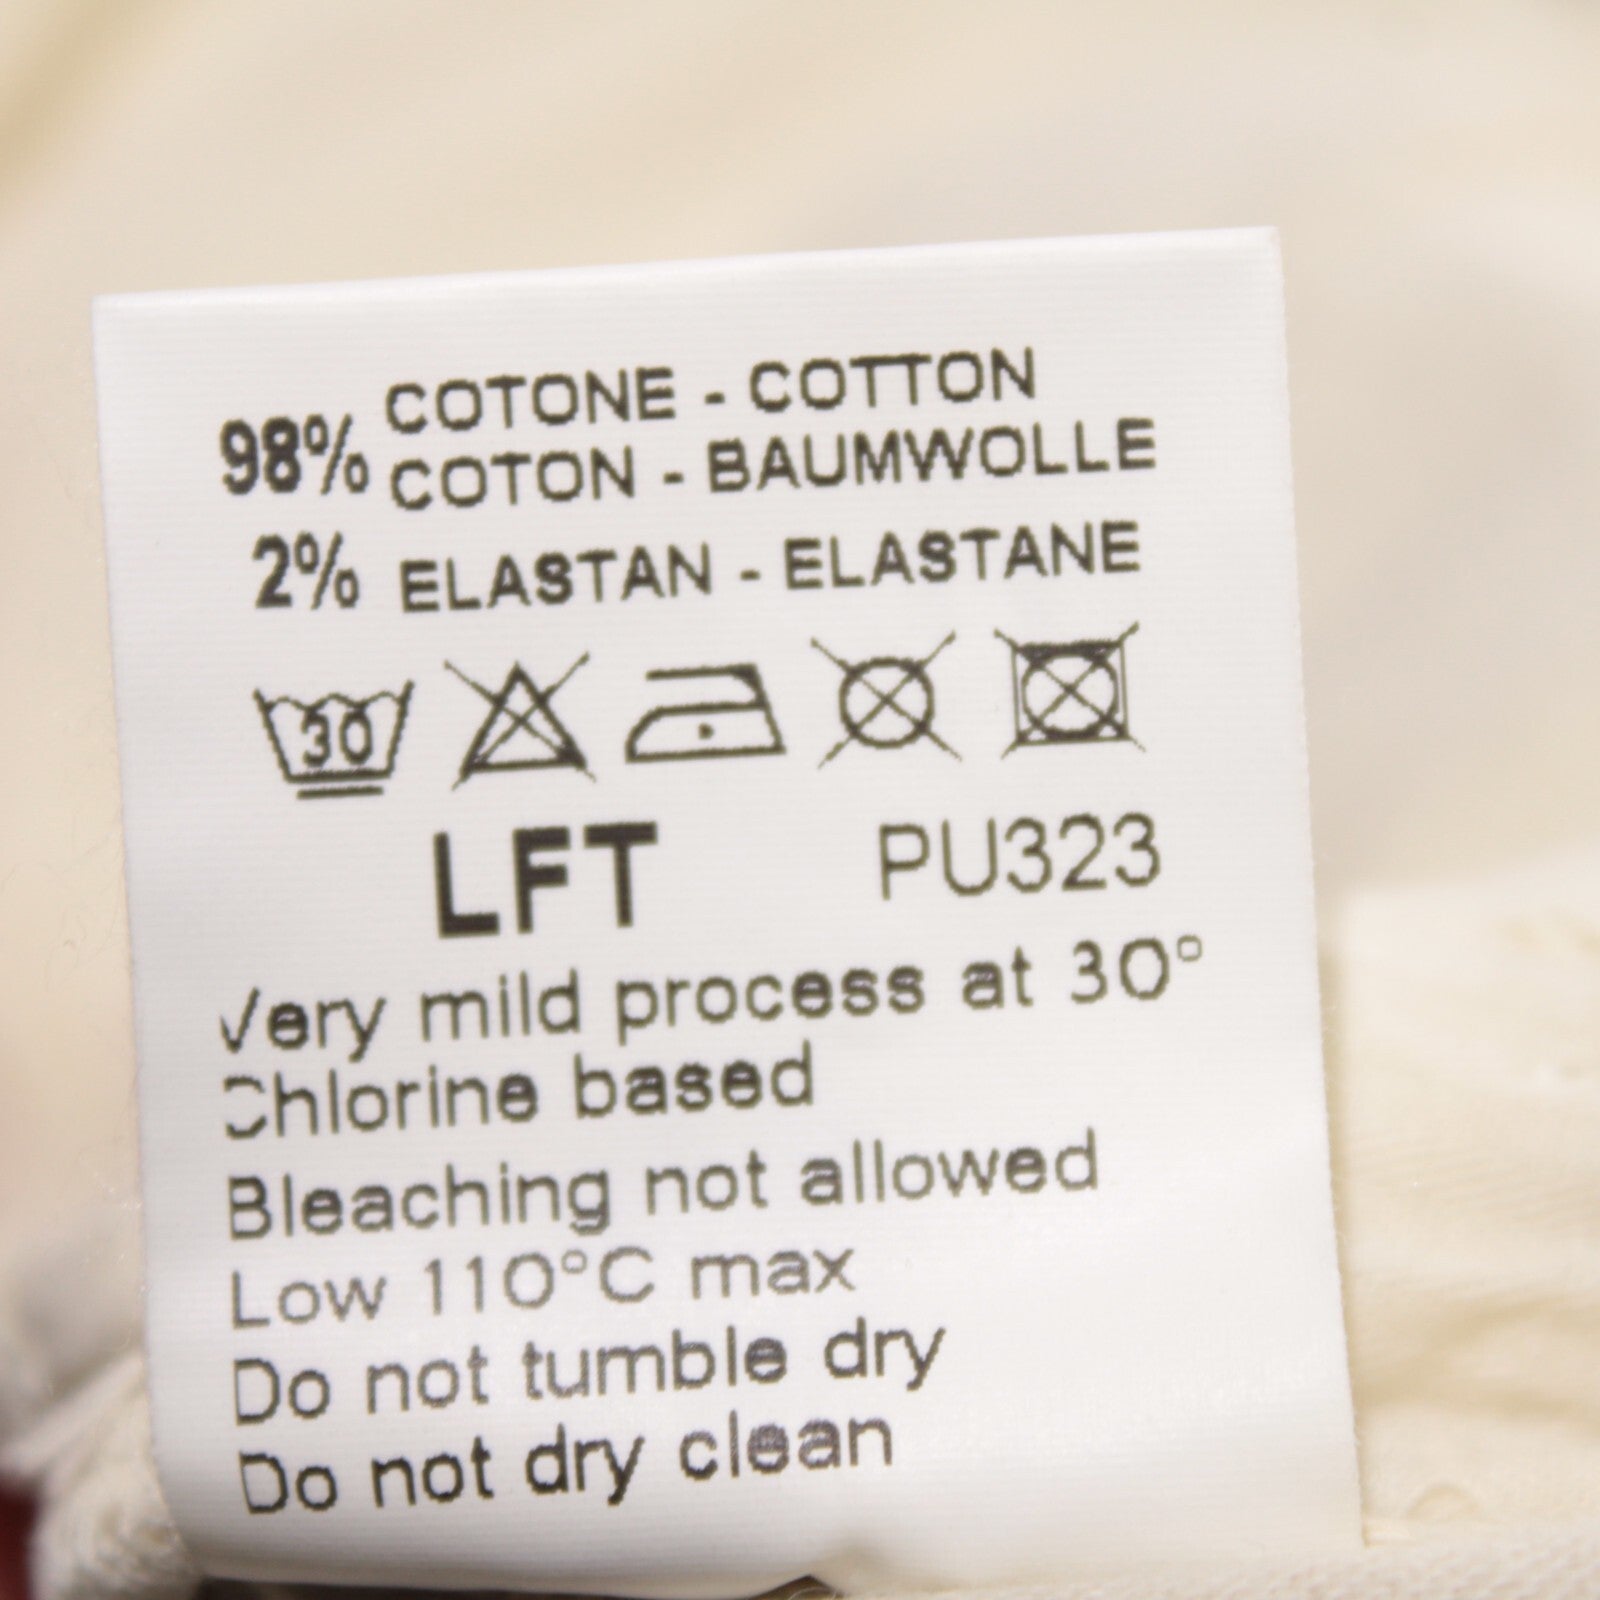 98% COTONE - COTTON
COTON - BAUMWOLLE
2% ELASTAN - ELASTANE
30
LFT PU323
Very mild process at 30°
Chlorine based
Bleaching not allowed
Low 110°C max
Do not tumble dry
Do not dry clean